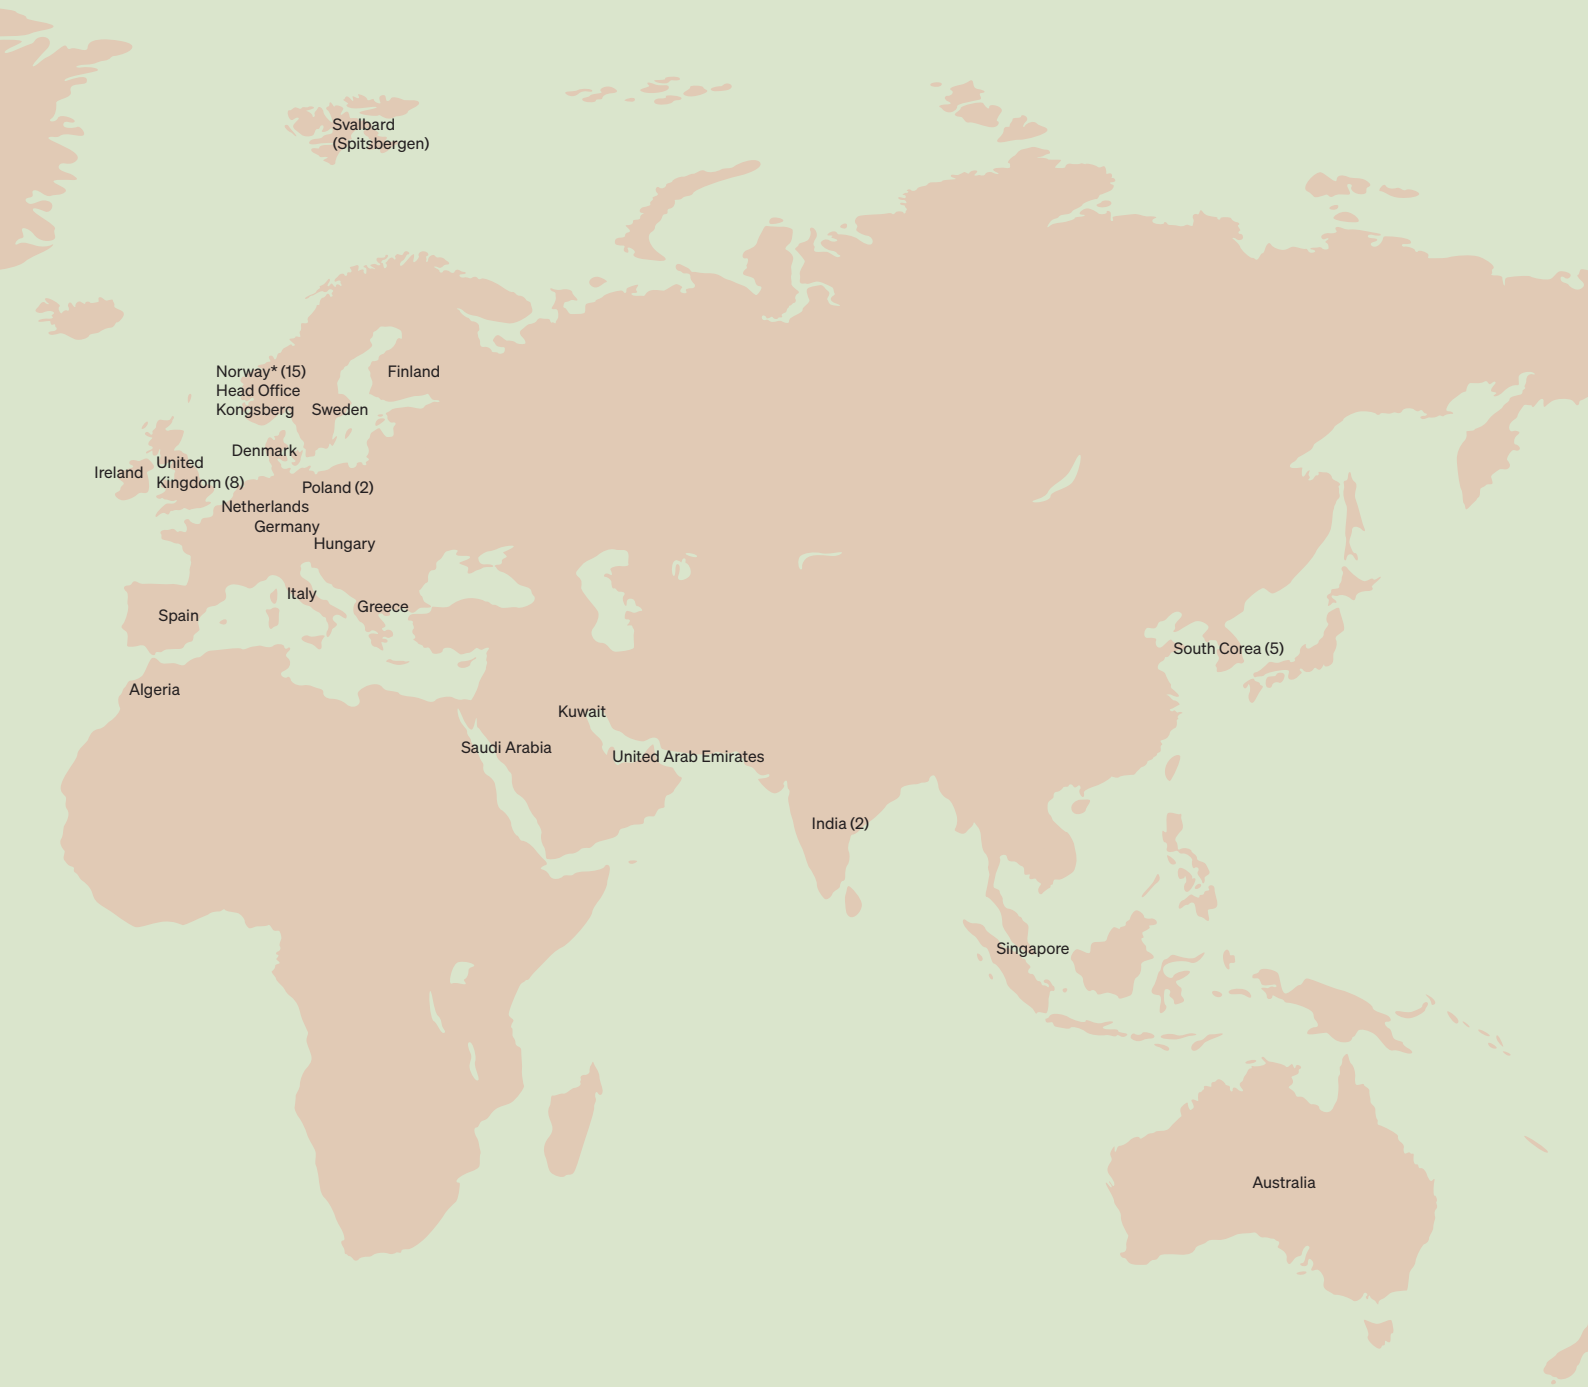 Svalbard
(Spitsbergen)
Norway* (15)
Head Office
Kongsberg
Finland
Sweden
Denmark
Ireland
United
Kingdom (8)
Poland (2)
Netherlands
Germany
Hungary
Italy
Greece
Spain
Algeria
South Corea (5)
Kuwait
Saudi Arabia
United Arab Emirates
India (2)
Singapore
Australia